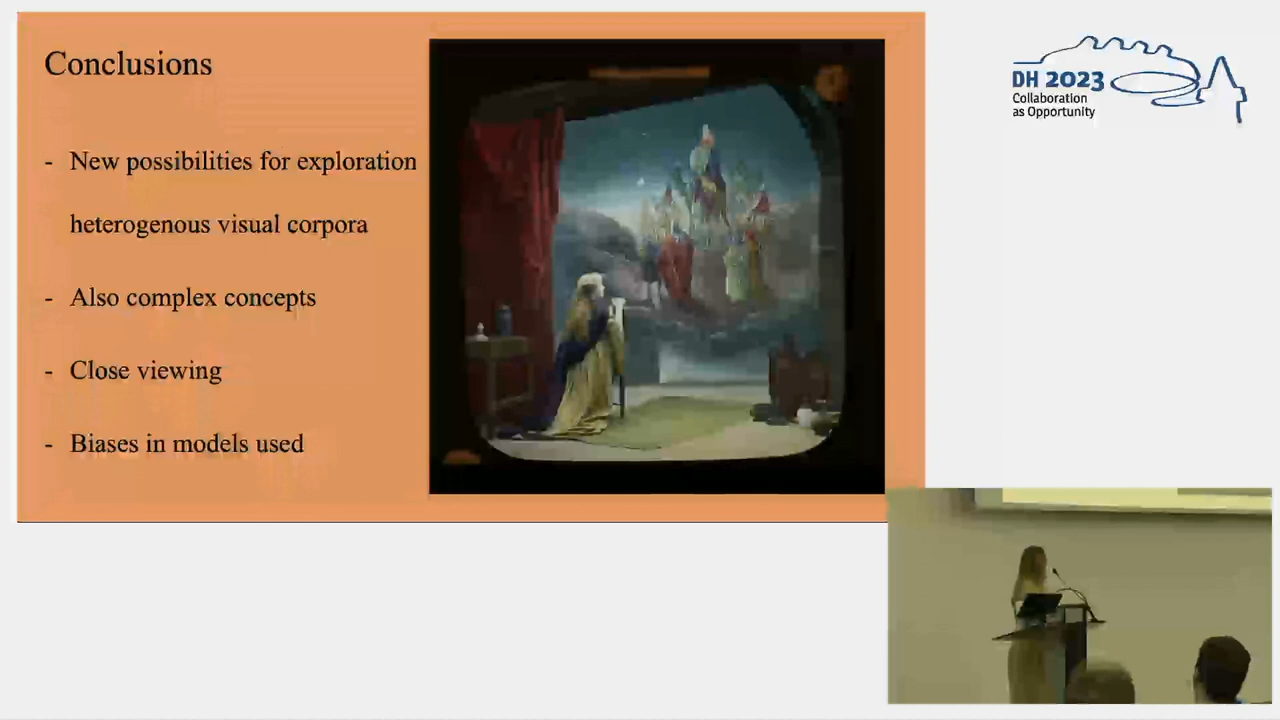 Conclusions
- New possibilities for exploration
heterogenous visual corpora
- Also complex concepts
- Close viewing
- Biases in models used
DH 2023
Collaboration
as Opportunity